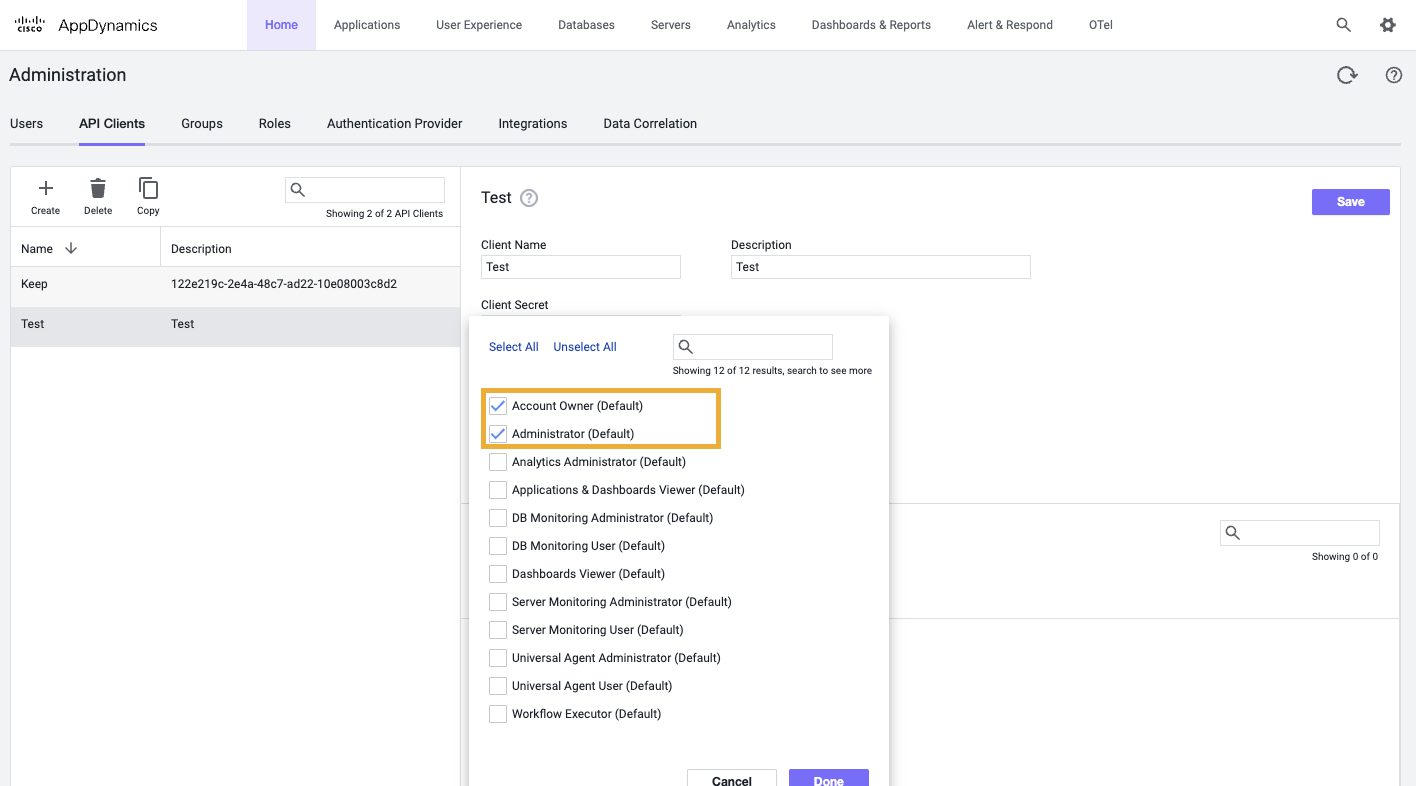 CISCO AppDynamics Home Applications User Experience Databases Servers Analytics Dashboards & Reports Alert & Respond OTel
Administration
Users API Clients Groups Roles Authentication Provider Integrations Data Correlation
Create Delete Copy
Showing 2 of 2 API Clients
Name Description
Keep 122e219c-2e4a-48c7-ad22-10e08003c8d2
Test Test
Test ? Save
Client Name Description
Test Test
Client Secret
Select All Unselect All
Showing 12 of 12 results, search to see more
Account Owner (Default)
Administrator (Default)
Analytics Administrator (Default)
Applications & Dashboards Viewer (Default)
DB Monitoring Administrator (Default)
DB Monitoring User (Default)
Dashboards Viewer (Default)
Server Monitoring Administrator (Default)
Server Monitoring User (Default)
Universal Agent Administrator (Default)
Universal Agent User (Default)
Workflow Executor (Default)
Cancel Done
Showing 0 of 0